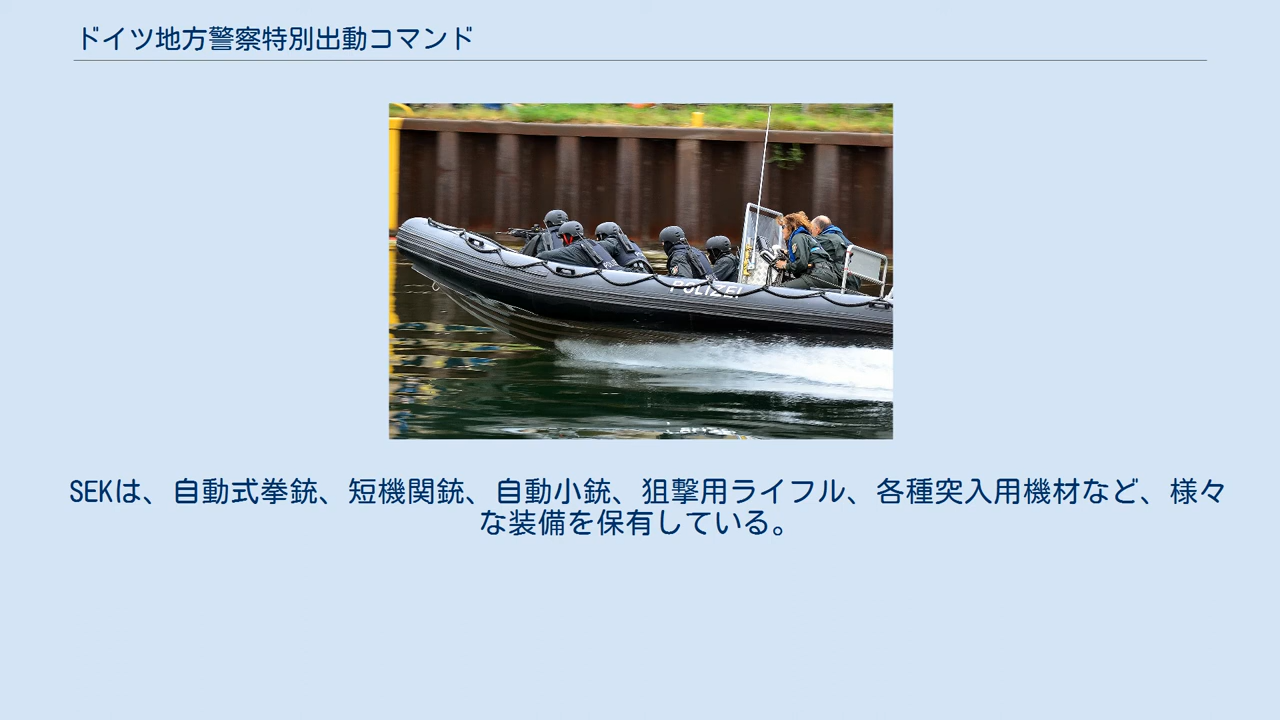 ドイツ地方警察特別出動コマンド
POLIZEI
SEKは、自動式拳銃、短機関銃、自動小銃、狙撃用ライフル、各種突入用機材など、様々
な装備を保有している。